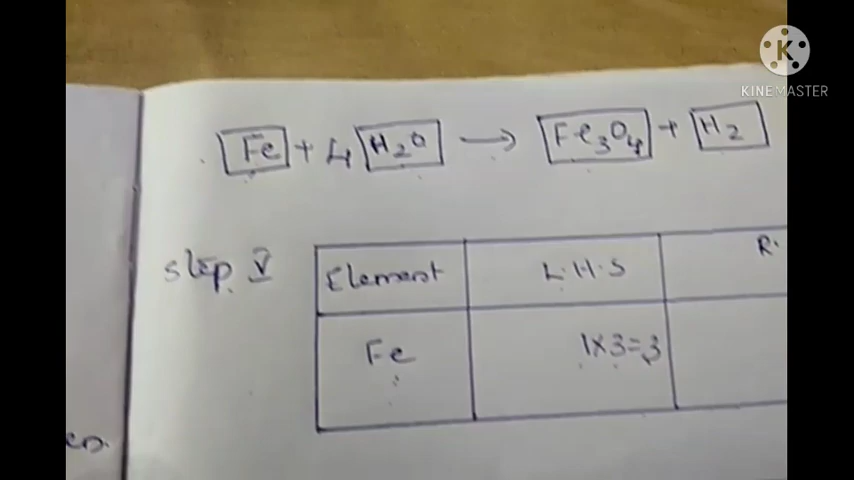 K
KINEMASTER
Fe + 4 H₂O → Fe₃O₄ + H₂
Step V
Element L.H.S R.
Fe 1×3=3